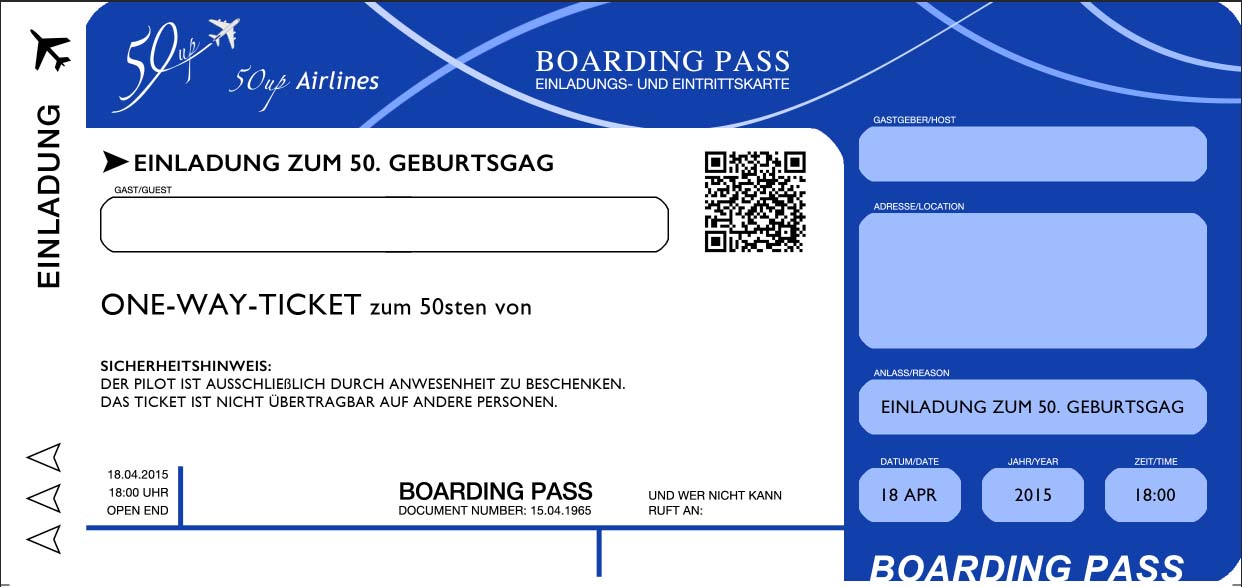 EINLADUNG
50up
50up Airlines
BOARDING PASS
EINLADUNGS- UND EINTRITTSKARTE
EINLADUNG ZUM 50. GEBURTSGAG
GAST/GUEST
ONE-WAY-TICKET zum 50sten von
SICHERHEITSHINWEIS:
DER PILOT IST AUSSCHLIEßLICH DURCH ANWESENHEIT ZU BESCHENKEN.
DAS TICKET IST NICHT ÜBERTRAGBAR AUF ANDERE PERSONEN.
18.04.2015
18:00 UHR
OPEN END
BOARDING PASS
DOCUMENT NUMBER: 15.04.1965
UND WER NICHT KANN
RUFT AN:
GASTGEBER/HOST
ADRESSE/LOCATION
ANLASS/REASON
EINLADUNG ZUM 50. GEBURTSGAG
DATUM/DATE JAHR/YEAR ZEIT/TIME
18 APR 2015 18:00
BOARDING PASS